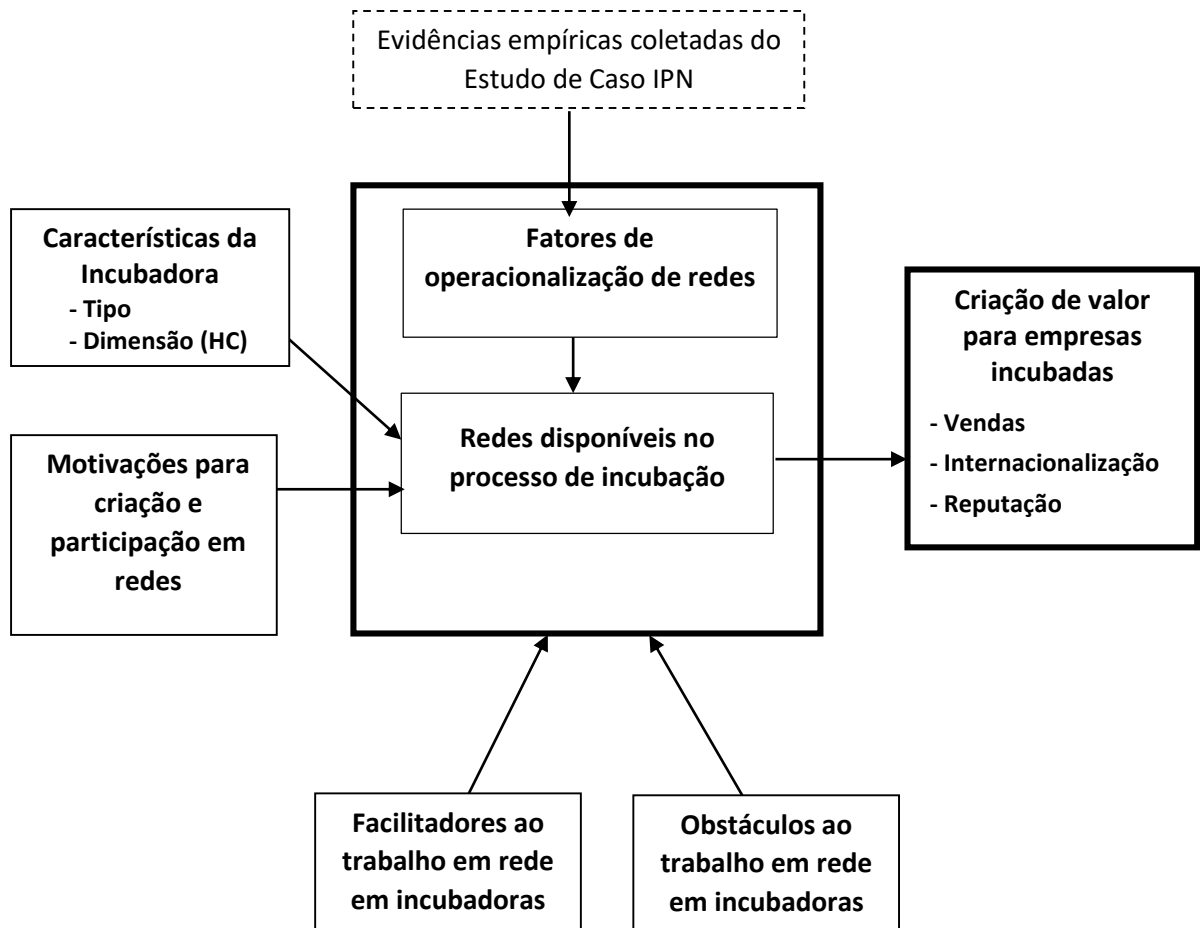 Evidências empíricas coletadas do
Estudo de Caso IPN
Características da
Incubadora
- Tipo
- Dimensão (HC)
Fatores de
operacionalização de redes
Criação de valor
para empresas
incubadas
- Vendas
- Internacionalização
- Reputação
Motivações para
criação e
participação em
redes
Redes disponíveis no
processo de incubação
Facilitadores ao
trabalho em rede
em incubadoras
Obstáculos ao
trabalho em rede
em incubadoras